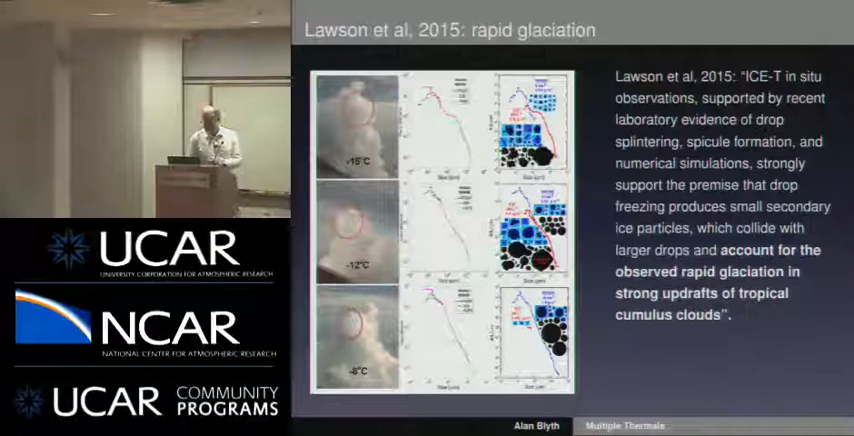 Lawson et al, 2015: rapid glaciation
-15°C
-12°C
-8°C
Lawson et al, 2015: "ICE-T in situ
observations, supported by recent
laboratory evidence of drop
splintering, spicule formation, and
numerical simulations, strongly
support the premise that drop
freezing produces small secondary
ice particles, which collide with
larger drops and account for the
observed rapid glaciation in
strong updrafts of tropical
cumulus clouds".
UCAR
UNIVERSITY CORPORATION FOR ATMOSPHERIC RESEARCH
NCAR
NATIONAL CENTER FOR ATMOSPHERIC RESEARCH
UCAR COMMUNITY
PROGRAMS
Alan Blyth Multiple Thermals